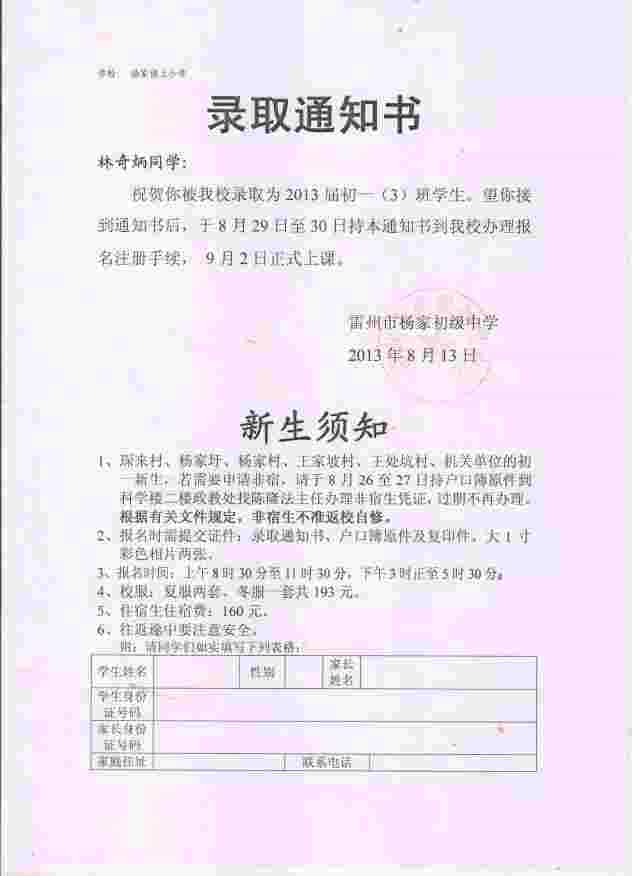 学校： 杨家镇上小学
录取通知书
林奇炳同学：
祝贺你被我校录取为 2013 届初一（3）班学生。望你接
到通知书后，于 8 月 29 日至 30 日持本通知书到我校办理报
名注册手续， 9 月 2 日正式上课。
雷州市杨家初级中学
2013 年 8 月 13 日
新生须知
1、琛来村、杨家圩、杨家村、王家坡村、王处坑村、机关单位的初
一新生，若需要申请非宿，请于 8 月 26 至 27 日持户口簿原件到
科学楼二楼政教处找陈隆法主任办理非宿生凭证，过期不再办理。
根据有关文件规定，非宿生不准返校自修。
2、报名时需提交证件：录取通知书、户口簿原件及复印件、大 1 寸
彩色相片两张。
3、报名时间：上午 8 时 30 分至 11 时 30 分，下午 3 时正至 5 时 30 分。
4、校服：夏服两套、冬服一套共 193 元。
5、住宿生住宿费：160 元。
6、往返途中要注意安全。
附：请同学们如实填写下列表格：
学生姓名 性别 家长姓名
学生身份证号码
家长身份证号码
家庭住址 联系电话